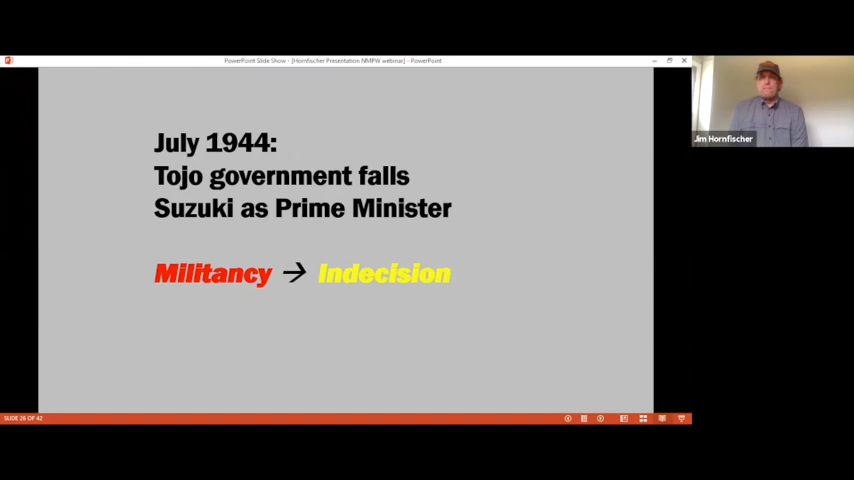 PowerPoint Slide Show - [Hornfischer Presentation NMPW webinar] - PowerPoint
July 1944:
Tojo government falls
Suzuki as Prime Minister
Militancy → Indecision
Jim Hornfischer
SLIDE 26 OF 42